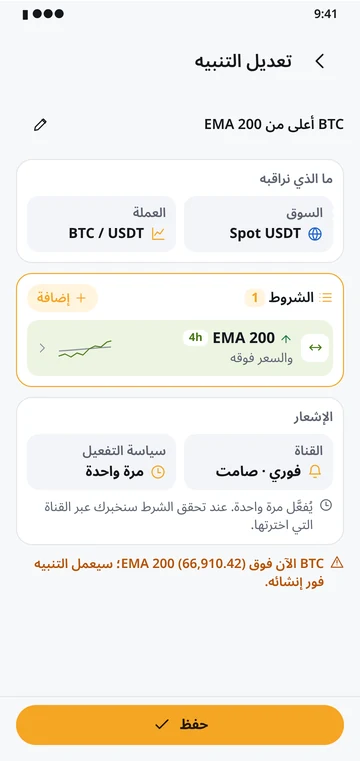 9:41
تعديل التنبيه
BTC أعلى من EMA 200
ما الذي نراقبه
السوق
Spot USDT
العملة
BTC / USDT
الشروط 1
إضافة
EMA 200 4h
والسعر فوقه
الإشعار
القناة
فوري · صامت
سياسة التفعيل
مرة واحدة
يُفعَّل مرة واحدة. عند تحقق الشرط سنخبرك عبر القناة
التي اخترتها.
BTC الآن فوق EMA 200 (66,910.42)؛ سيعمل التنبيه
فور إنشائه.
حفظ